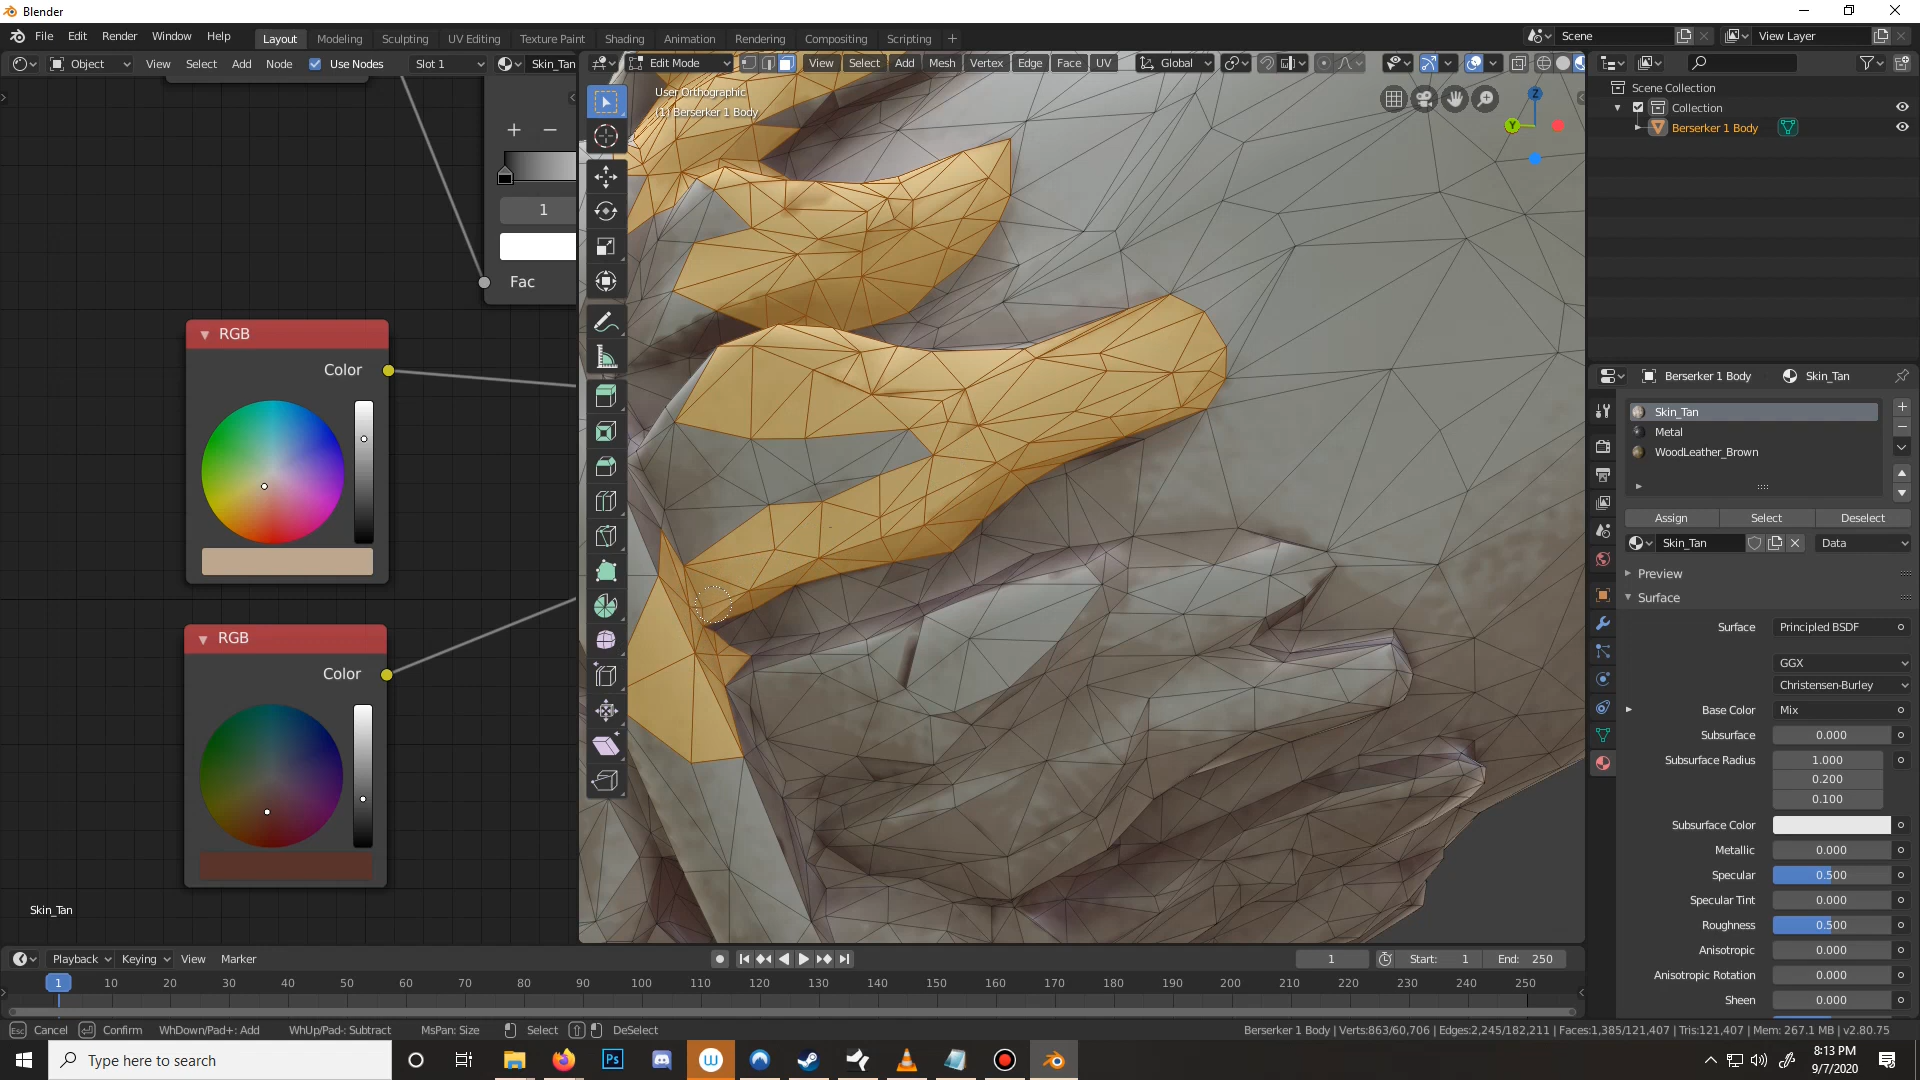 Blender
File Edit Render Window Help
Layout Modeling Sculpting UV Editing Texture Paint Shading Animation Rendering Compositing Scripting +
Scene
View Layer
Object View Select Add Node Use Nodes Slot 1 Skin_Tan
Edit Mode View Select Add Mesh Vertex Edge Face UV Global
User Orthographic
(1) Berserker 1 Body
Z
Y
1
Fac
RGB
Color
RGB
Color
Skin_Tan
Scene Collection
Collection
Berserker 1 Body
Berserker 1 Body Skin_Tan
Skin_Tan
Metal
WoodLeather_Brown
Assign Select Deselect
Skin_Tan Data
Preview
Surface
Surface Principled BSDF
GGX
Christensen-Burley
Base Color Mix
Subsurface 0.000
Subsurface Radius 1.000
0.200
0.100
Subsurface Color
Metallic 0.000
Specular 0.500
Specular Tint 0.000
Roughness 0.500
Anisotropic 0.000
Anisotropic Rotation 0.000
Sheen 0.000
Playback Keying View Marker
1 Start: 1 End: 250
1 10 20 30 40 50 60 70 80 90 100 110 120 130 140 150 160 170 180 190 200 210 220 230 240 250
Esc Cancel Confirm WhDown/Pad+: Add WhUp/Pad-: Subtract MsPan: Size Select DeSelect
Berserker 1 Body | Verts:863/60,706 | Edges:2,245/182,211 | Faces:1,385/121,407 | Tris:121,407 | Mem: 267.1 MB | v2.80.75
Type here to search
Ps
8:13 PM
9/7/2020